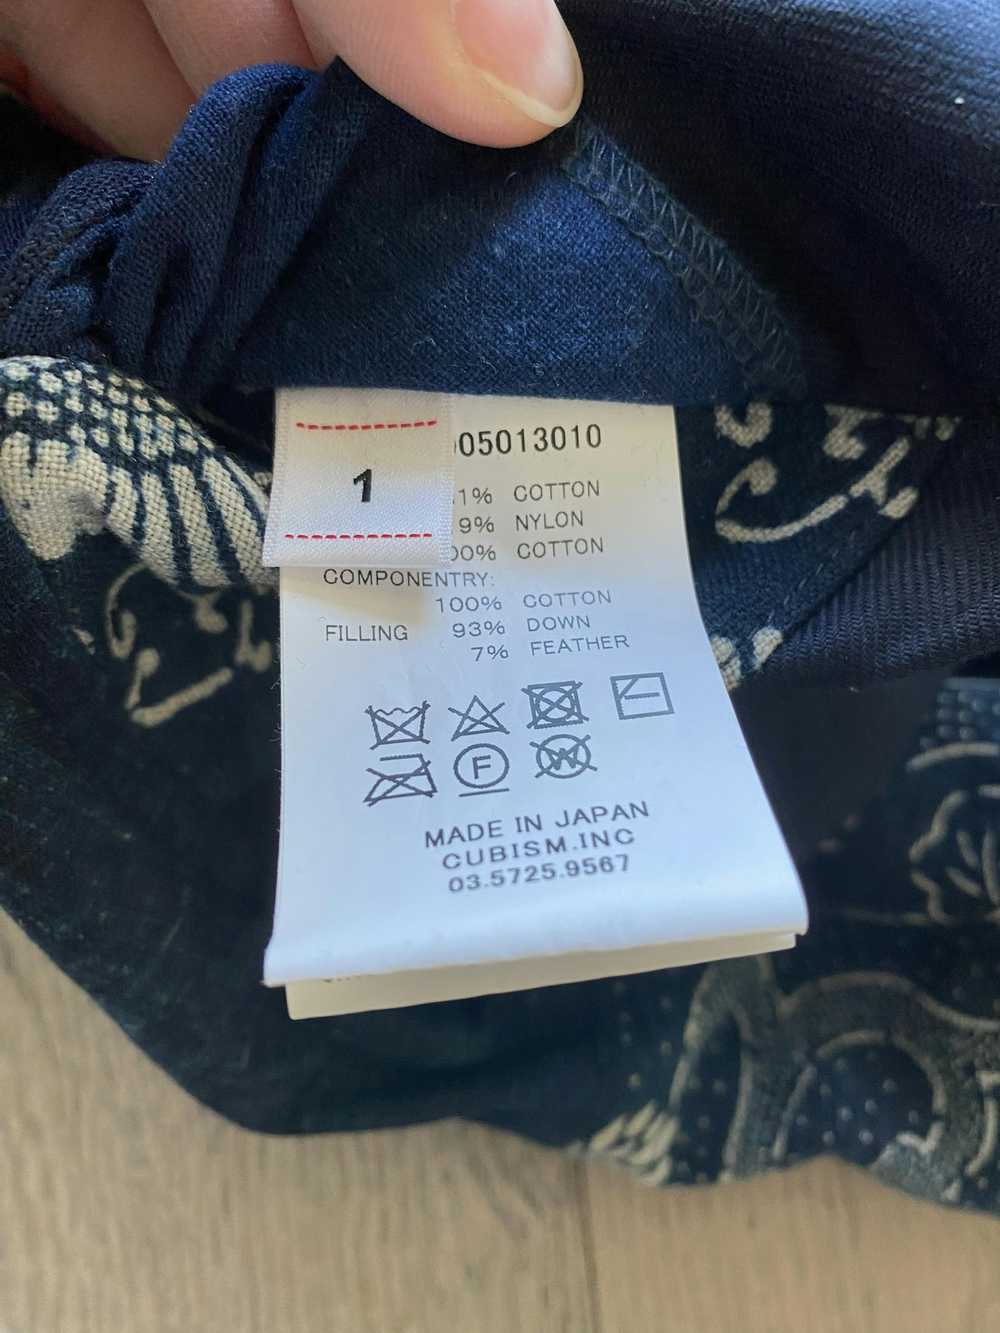 1
05013010
1% COTTON
9% NYLON
00% COTTON
COMPONENTRY:
100% COTTON
FILLING 93% DOWN
7% FEATHER
F
W
MADE IN JAPAN
CUBISM.INC
03.5725.9567